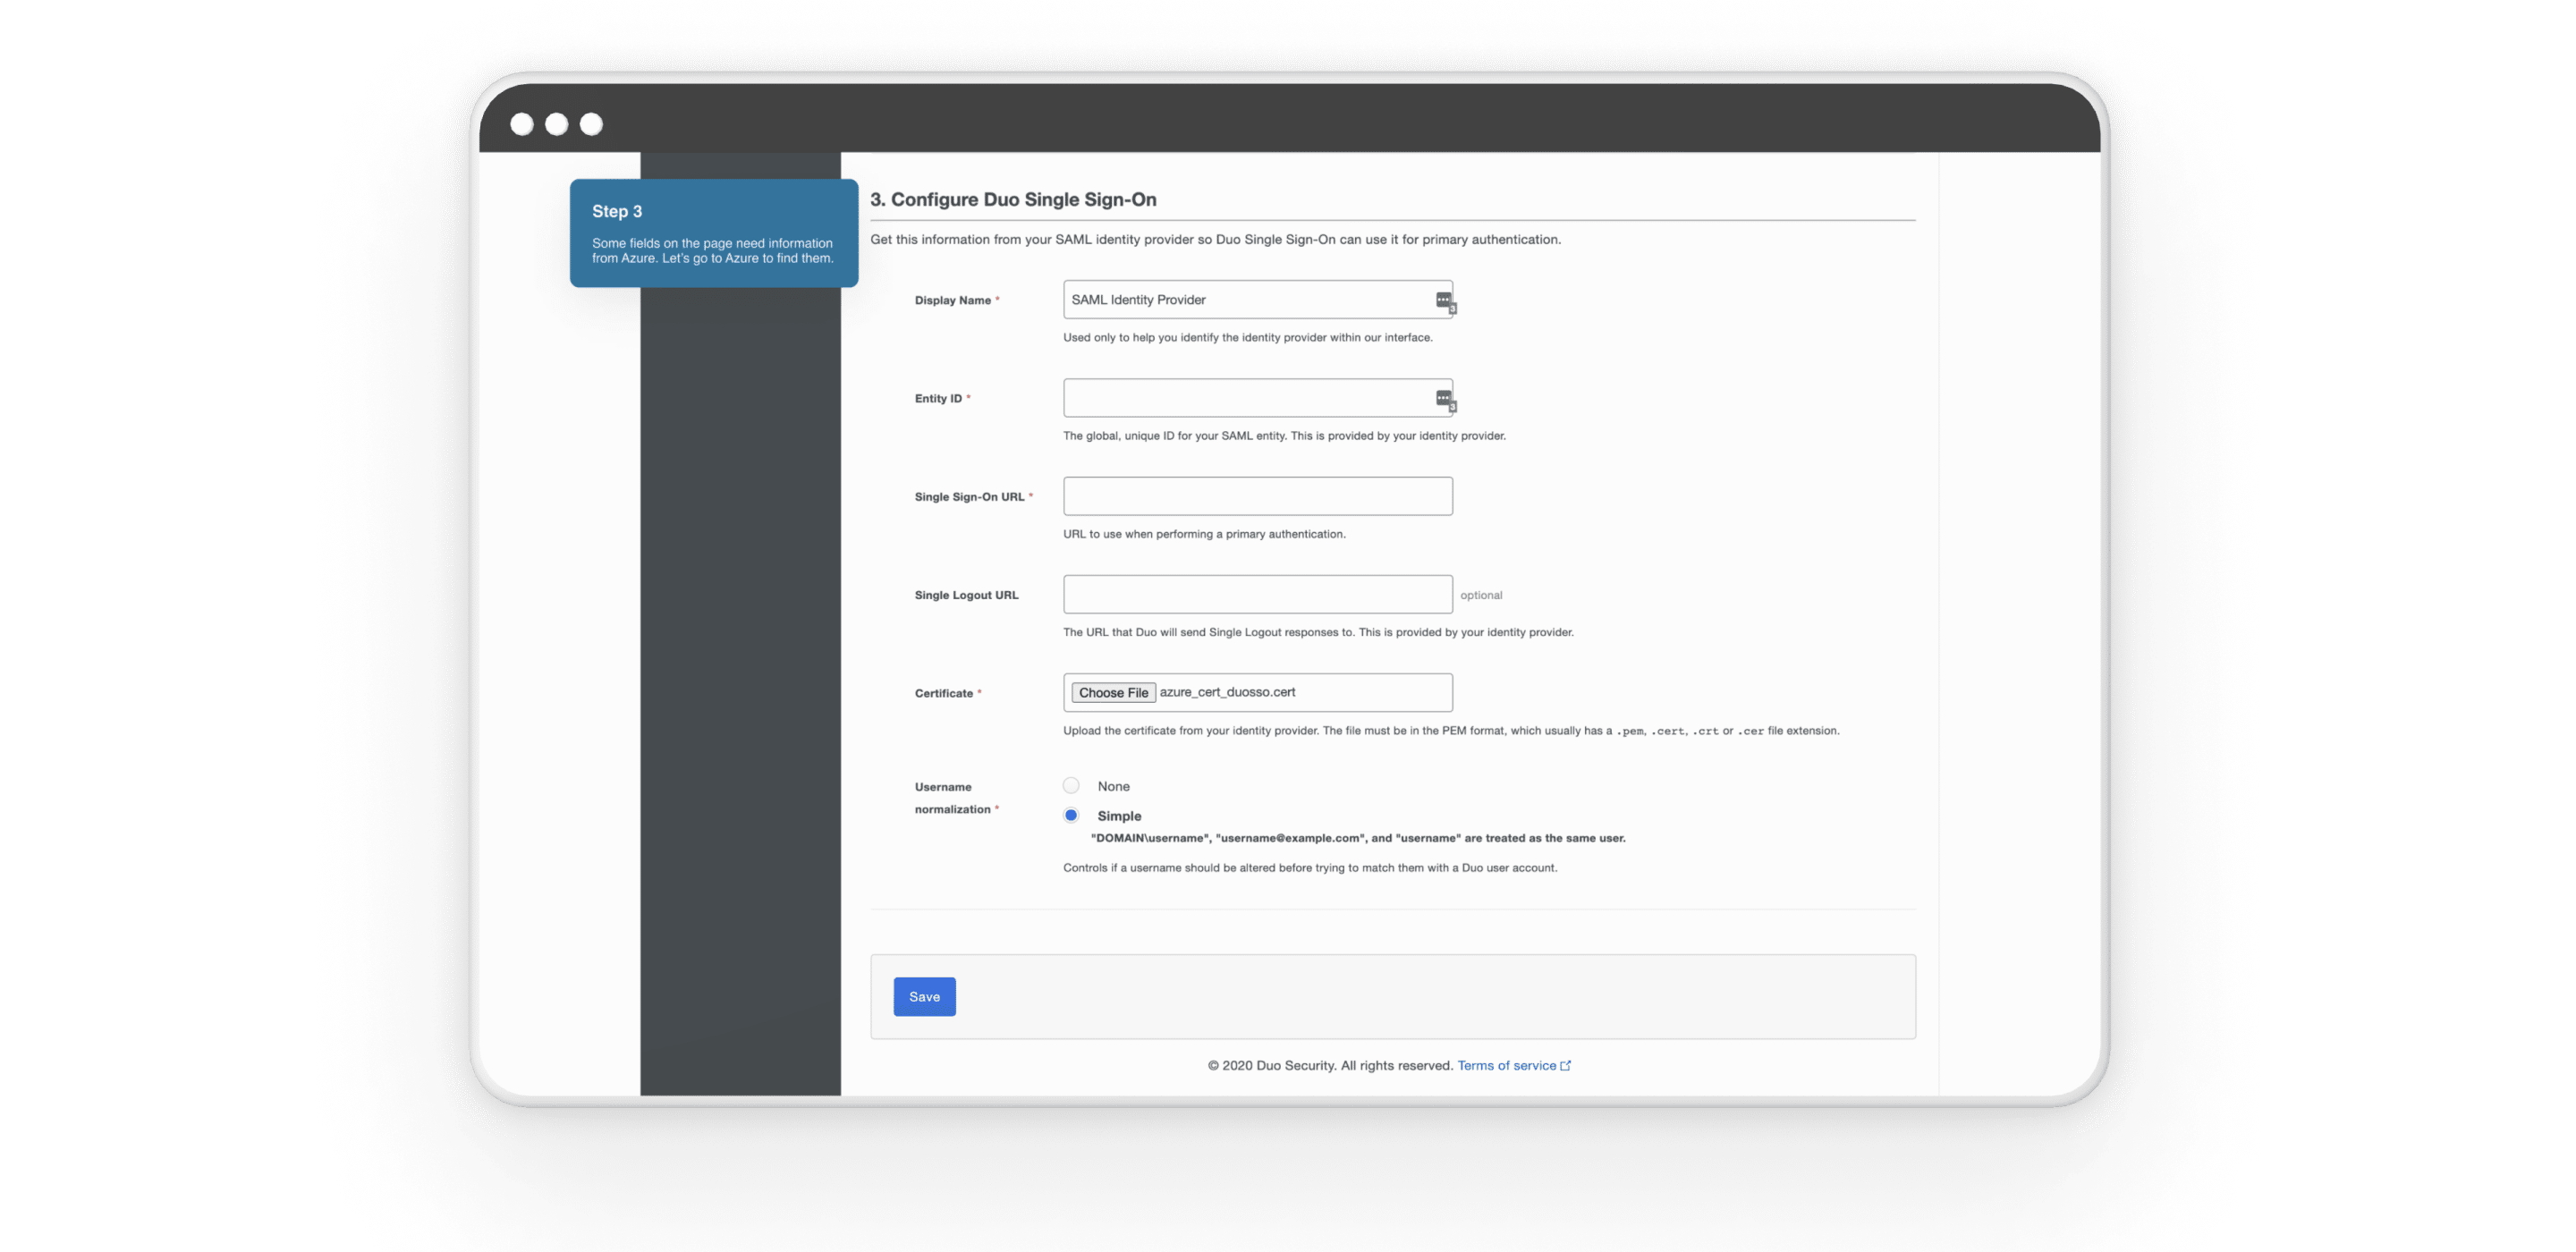 Step 3
Some fields on the page need information
from Azure. Let's go to Azure to find them.
3. Configure Duo Single Sign-On
Get this information from your SAML identity provider so Duo Single Sign-On can use it for primary authentication.
Display Name *
SAML Identity Provider
Used only to help you identify the identity provider within our interface.
Entity ID *
The global, unique ID for your SAML entity. This is provided by your identity provider.
Single Sign-On URL *
URL to use when performing a primary authentication.
Single Logout URL
optional
The URL that Duo will send Single Logout responses to. This is provided by your identity provider.
Certificate *
Choose File azure_cert_duosso.cert
Upload the certificate from your identity provider. The file must be in the PEM format, which usually has a .pem, .cert, .crt or .cer file extension.
Username
normalization *
None
Simple
"DOMAIN\username", "username@example.com", and "username" are treated as the same user.
Controls if a username should be altered before trying to match them with a Duo user account.
Save
© 2020 Duo Security. All rights reserved. Terms of service